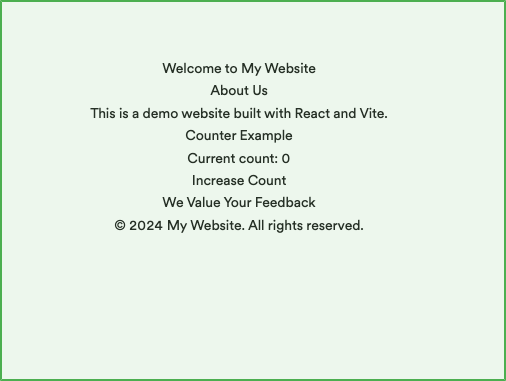 Welcome to My Website
About Us
This is a demo website built with React and Vite.
Counter Example
Current count: 0
Increase Count
We Value Your Feedback
© 2024 My Website. All rights reserved.